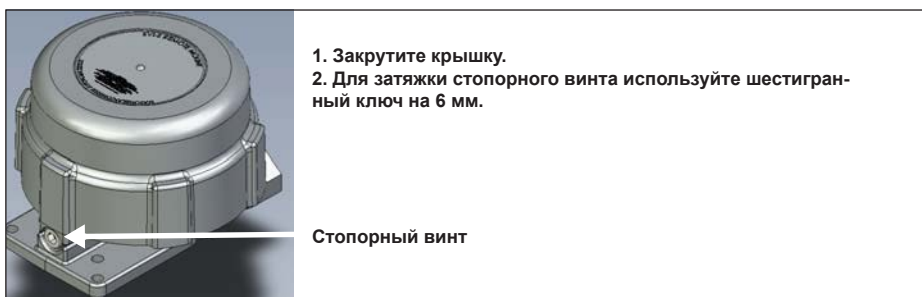 1. Закрутите крышку.
2. Для затяжки стопорного винта используйте шестигран-
ный ключ на 6 мм.
Стопорный винт